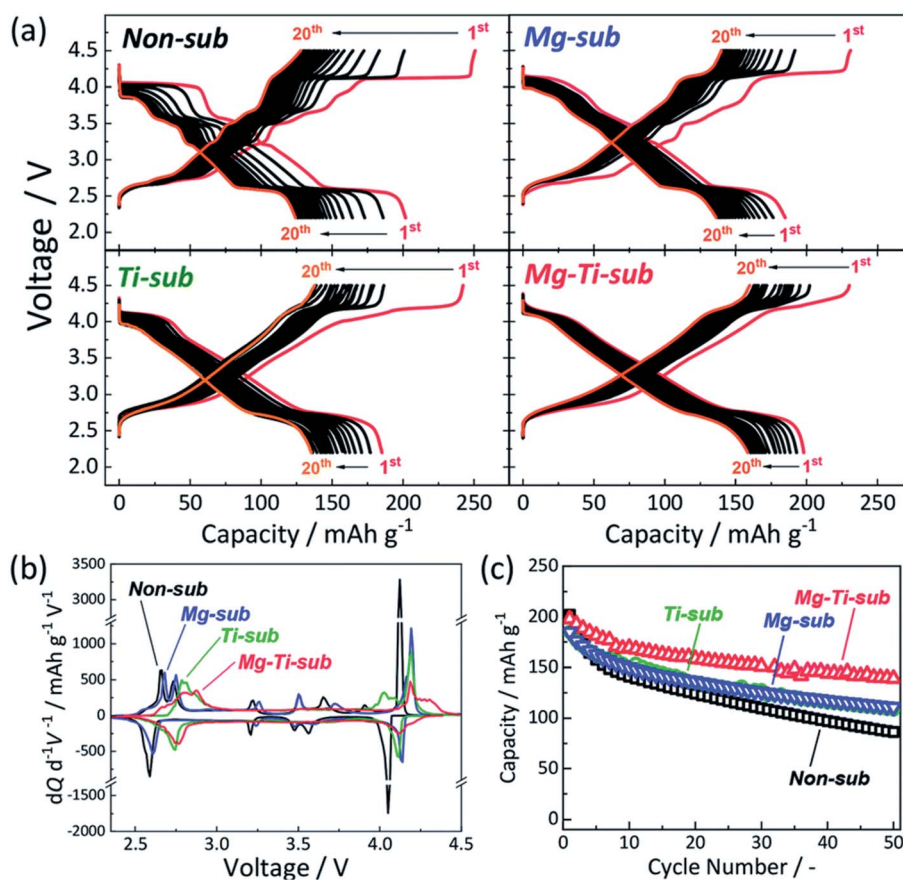 (a)
Non-sub
20th 1st
Mg-sub
20th 1st
4.5
4.0
3.5
3.0
2.5
2.0
20th 1st
20th 1st
Voltage / V
Ti-sub
20th 1st
Mg-Ti-sub
20th 1st
4.5
4.0
3.5
3.0
2.5
2.0
20th 1st
20th 1st
0 50 100 150 200 250 0 50 100 150 200 250
Capacity / mAh g-1 Capacity / mAh g-1
(b)
3500
3000
1000
500
0
-500
-1500
-2000
dQ d-1V-1 / mAh g-1 V-1
Non-sub
Mg-sub
Ti-sub
Mg-Ti-sub
2.5 3.0 3.5 4.0 4.5
Voltage / V
(c)
250
200
150
100
50
0
Capacity / mAh g-1
Mg-Ti-sub
Ti-sub Mg-sub
Non-sub
0 10 20 30 40 50
Cycle Number / -